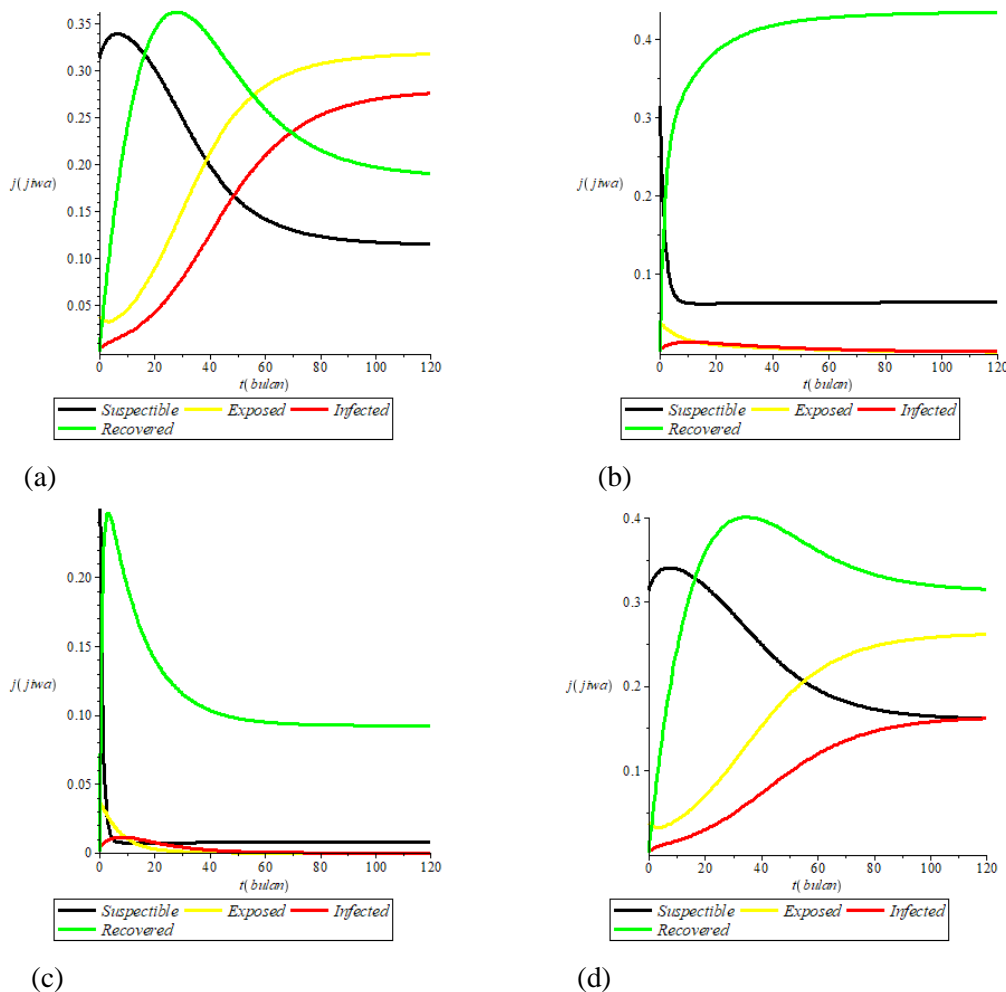 0.35
0.30
0.25
0.20
j(jiwa)
0.15
0.10
0.05
0 20 40 60 80 100 120
t(bulan)
Suspectible Exposed Infected
Recovered
(a)
0.4
0.3
j(jiwa)
0.2
0.1
0 20 40 60 80 100 120
t(bulan)
Suspectible Exposed Infected
Recovered
(b)
0.20
0.15
j(jiwa)
0.10
0.05
0
0 20 40 60 80 100 120
t(bulan)
Suspectible Exposed Infected
Recovered
(c)
0.4
0.3
j(jiwa)
0.2
0.1
0 20 40 60 80 100 120
t(bulan)
Suspectible Exposed Infected
Recovered
(d)